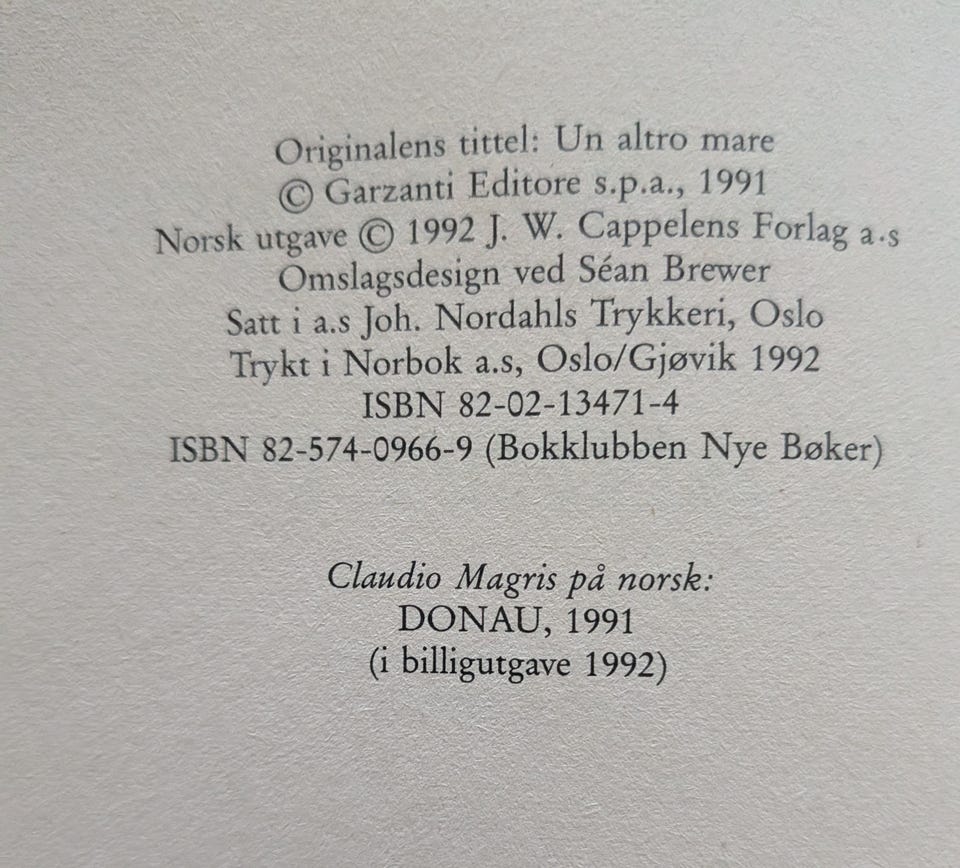 Originalens tittel: Un altro mare
© Garzanti Editore s.p.a., 1991
Norsk utgave © 1992 J. W. Cappelens Forlag a·s
Omslagsdesign ved Séan Brewer
Satt i a.s Joh. Nordahls Trykkeri, Oslo
Trykt i Norbok a.s, Oslo/Gjøvik 1992
ISBN 82-02-13471-4
ISBN 82-574-0966-9 (Bokklubben Nye Bøker)
Claudio Magris på norsk:
DONAU, 1991
(i billigutgave 1992)